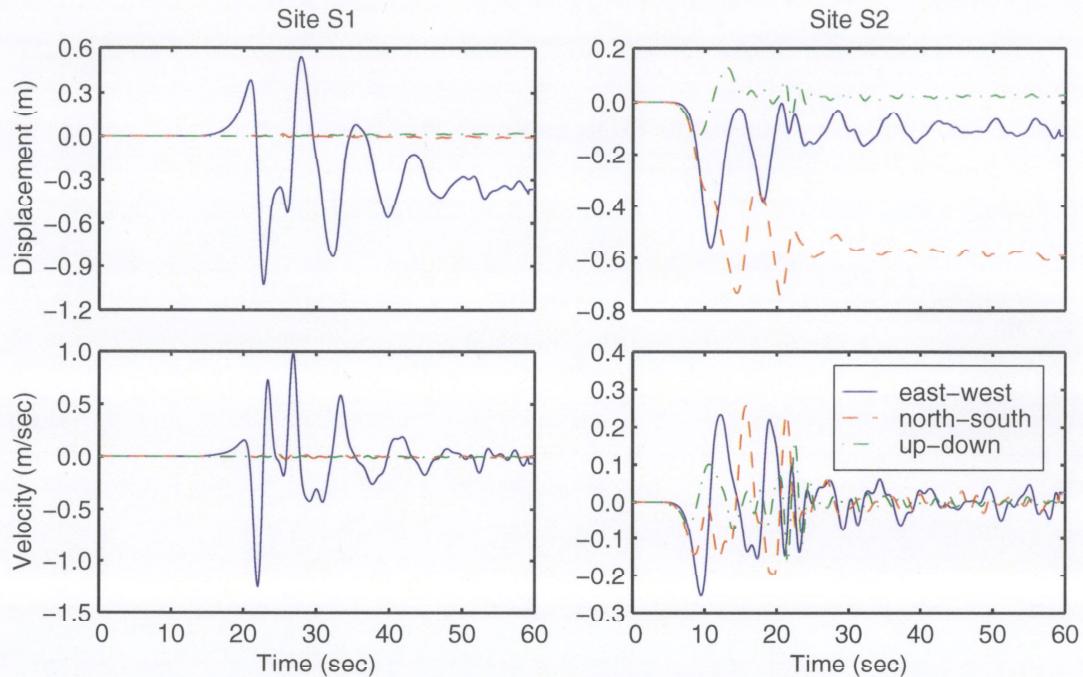 Site S1
Site S2
Displacement (m)
0.6
0.3
0.0
−0.3
−0.6
−0.9
−1.2
0.2
0.0
−0.2
−0.4
−0.6
−0.8
Velocity (m/sec)
1.0
0.5
0.0
−0.5
−1.0
−1.5
0.4
0.3
0.2
0.1
0.0
−0.1
−0.2
−0.3
east−west
north−south
up−down
0 10 20 30 40 50 60
0 10 20 30 40 50 60
Time (sec)
Time (sec)